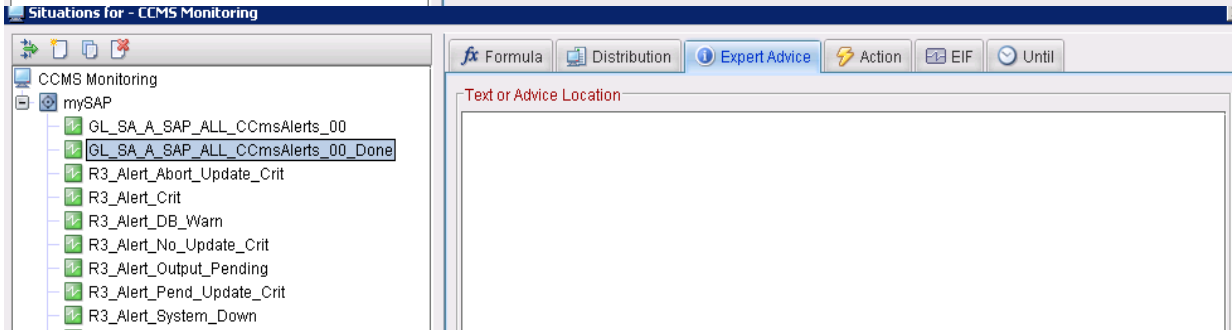 Situations for - CCMS Monitoring
fx Formula Distribution Expert Advice Action EIF Until
CCMS Monitoring
Text or Advice Location
mySAP
GL_SA_A_SAP_ALL_CCmsAlerts_00
GL_SA_A_SAP_ALL_CCmsAlerts_00_Done
R3_Alert_Abort_Update_Crit
R3_Alert_Crit
R3_Alert_DB_Warn
R3_Alert_No_Update_Crit
R3_Alert_Output_Pending
R3_Alert_Pend_Update_Crit
R3_Alert_System_Down